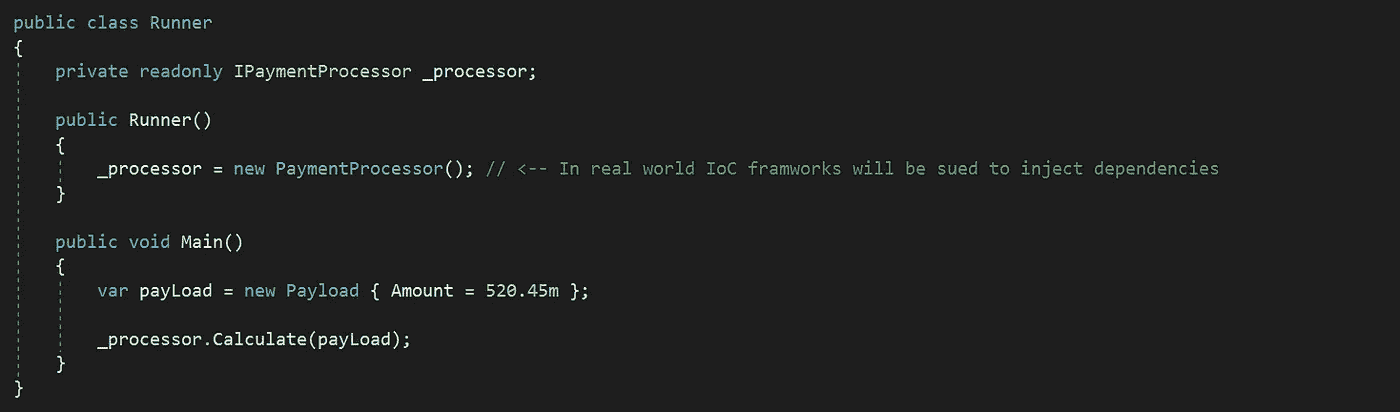 public class Runner
{
private readonly IPaymentProcessor _processor;
public Runner()
{
_processor = new PaymentProcessor(); // <-- In real world IoC framworks will be sued to inject dependencies
}
public void Main()
{
var payLoad = new Payload { Amount = 520.45m };
_processor.Calculate(payLoad);
}
}